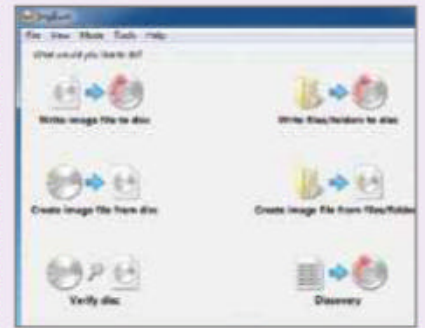 ImgBurn
File View Mode Tools Help
What would you like to do?
Write image file to disc
Write files/folders to disc
Create image file from disc
Create image file from files/folder
Verify disc
Discovery